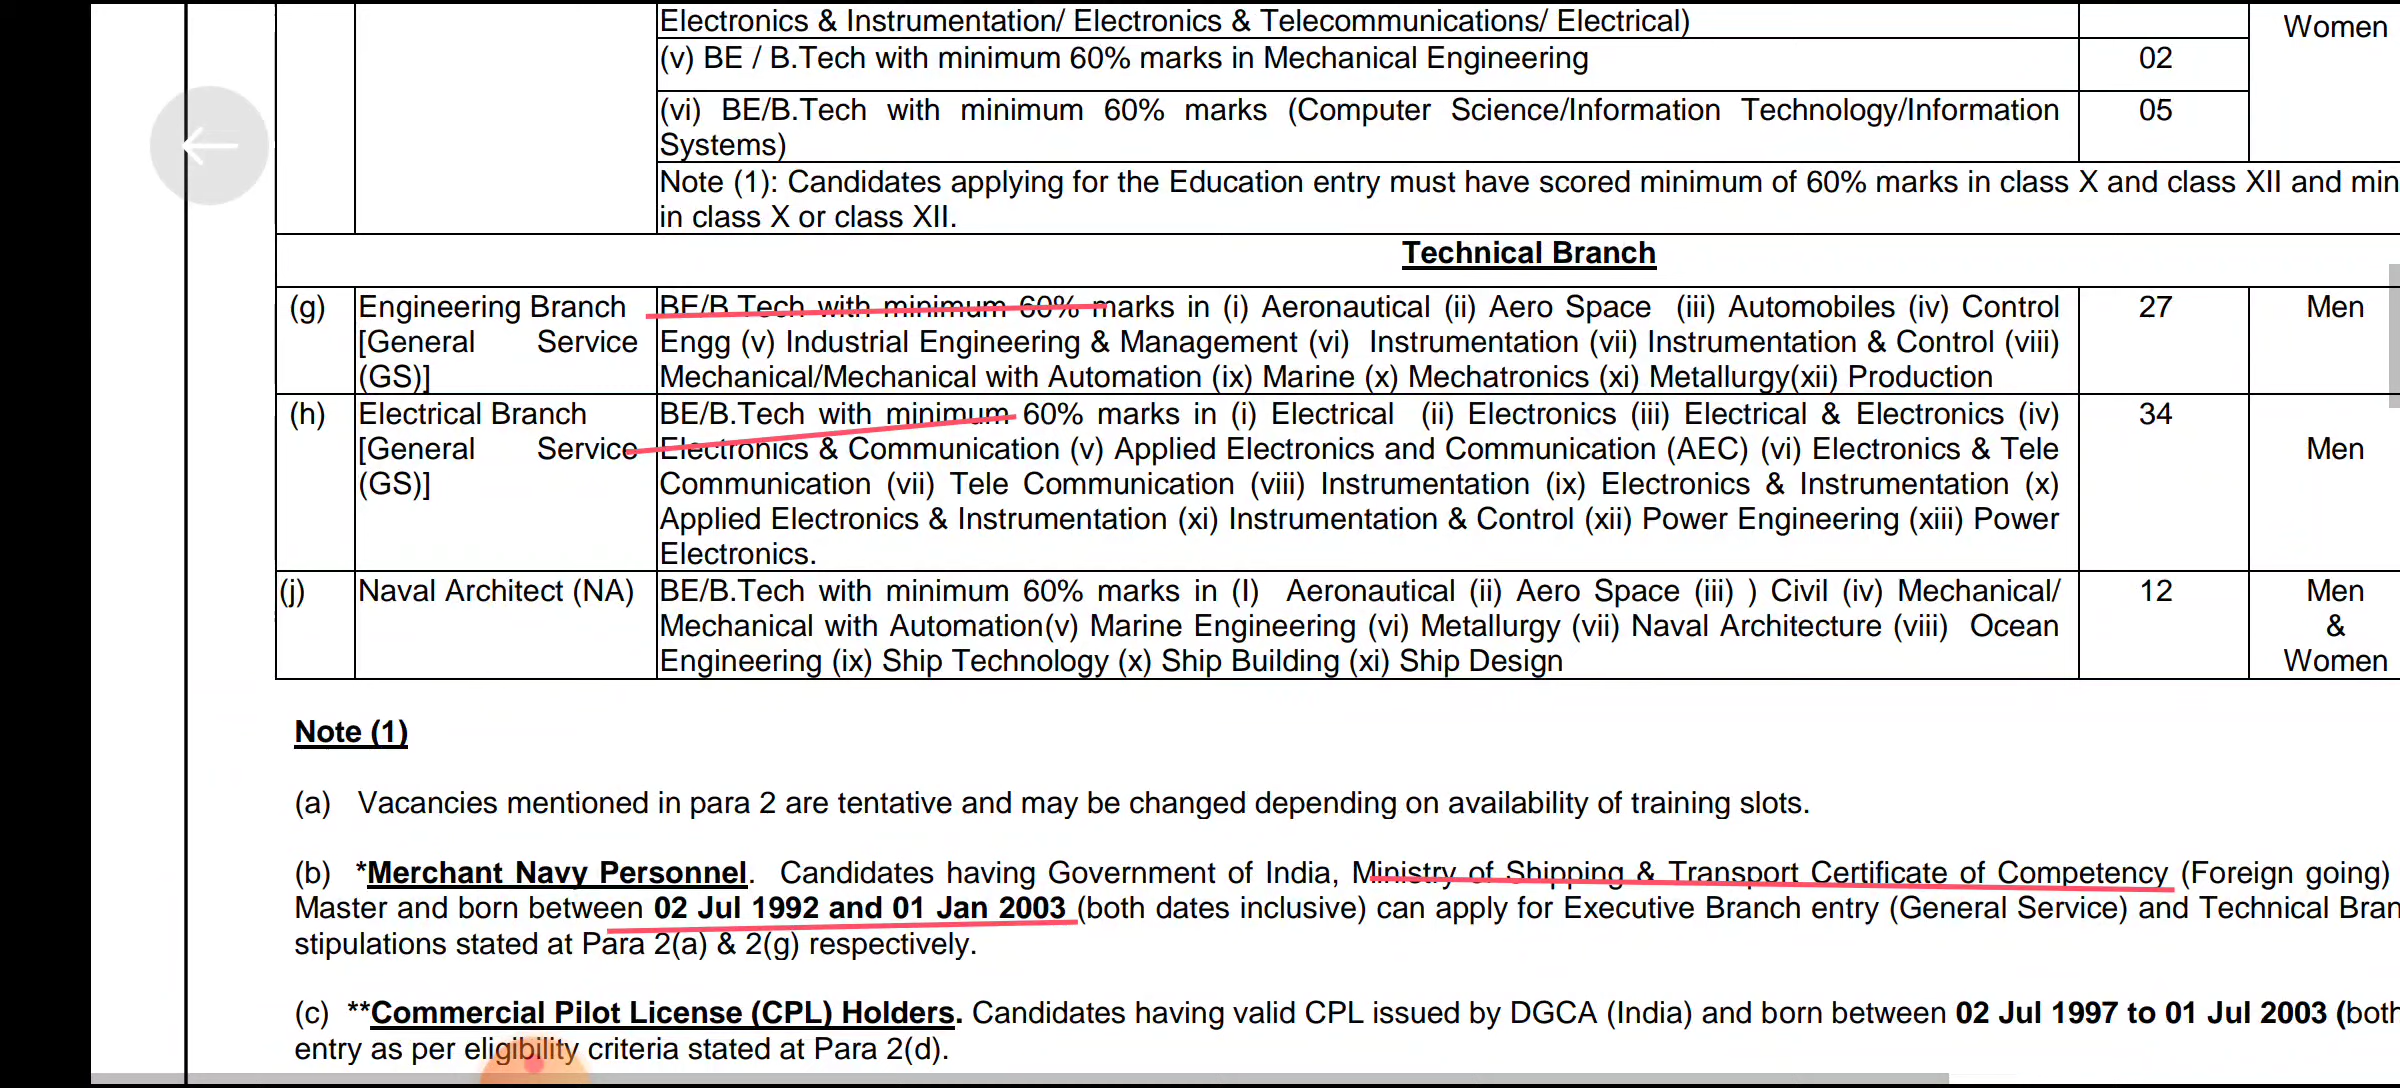 Electronics & Instrumentation/ Electronics & Telecommunications/ Electrical)
Women
(v) BE / B.Tech with minimum 60% marks in Mechanical Engineering
02
(vi) BE/B.Tech with minimum 60% marks (Computer Science/Information Technology/Information
Systems)
05
Note (1): Candidates applying for the Education entry must have scored minimum of 60% marks in class X and class XII and min
in class X or class XII.
Technical Branch
(g) Engineering Branch
[General Service
(GS)]
BE/B.Tech with minimum 60% marks in (i) Aeronautical (ii) Aero Space (iii) Automobiles (iv) Control
Engg (v) Industrial Engineering & Management (vi) Instrumentation (vii) Instrumentation & Control (viii)
Mechanical/Mechanical with Automation (ix) Marine (x) Mechatronics (xi) Metallurgy(xii) Production
27
Men
(h) Electrical Branch
[General Service
(GS)]
BE/B.Tech with minimum 60% marks in (i) Electrical (ii) Electronics (iii) Electrical & Electronics (iv)
Electronics & Communication (v) Applied Electronics and Communication (AEC) (vi) Electronics & Tele
Communication (vii) Tele Communication (viii) Instrumentation (ix) Electronics & Instrumentation (x)
Applied Electronics & Instrumentation (xi) Instrumentation & Control (xii) Power Engineering (xiii) Power
Electronics.
34
Men
(j) Naval Architect (NA)
BE/B.Tech with minimum 60% marks in (I) Aeronautical (ii) Aero Space (iii) ) Civil (iv) Mechanical/
Mechanical with Automation(v) Marine Engineering (vi) Metallurgy (vii) Naval Architecture (viii) Ocean
Engineering (ix) Ship Technology (x) Ship Building (xi) Ship Design
12
Men
&
Women
Note (1)
(a) Vacancies mentioned in para 2 are tentative and may be changed depending on availability of training slots.
(b) *Merchant Navy Personnel. Candidates having Government of India, Ministry of Shipping & Transport Certificate of Competency (Foreign going)
Master and born between 02 Jul 1992 and 01 Jan 2003 (both dates inclusive) can apply for Executive Branch entry (General Service) and Technical Bran
stipulations stated at Para 2(a) & 2(g) respectively.
(c) **Commercial Pilot License (CPL) Holders. Candidates having valid CPL issued by DGCA (India) and born between 02 Jul 1997 to 01 Jul 2003 (both
entry as per eligibility criteria stated at Para 2(d).